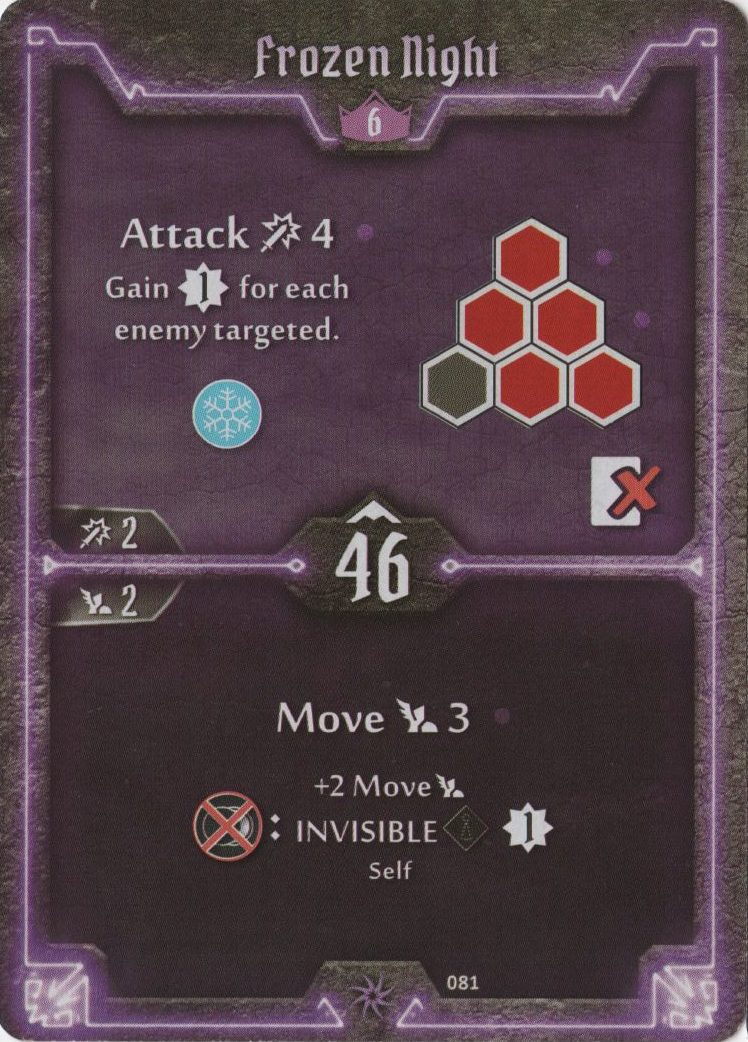 Frozen Night
6
Attack 4
Gain 1 for each
enemy targeted.
2
46
2
Move 3
+2 Move
: INVISIBLE 1
Self
081